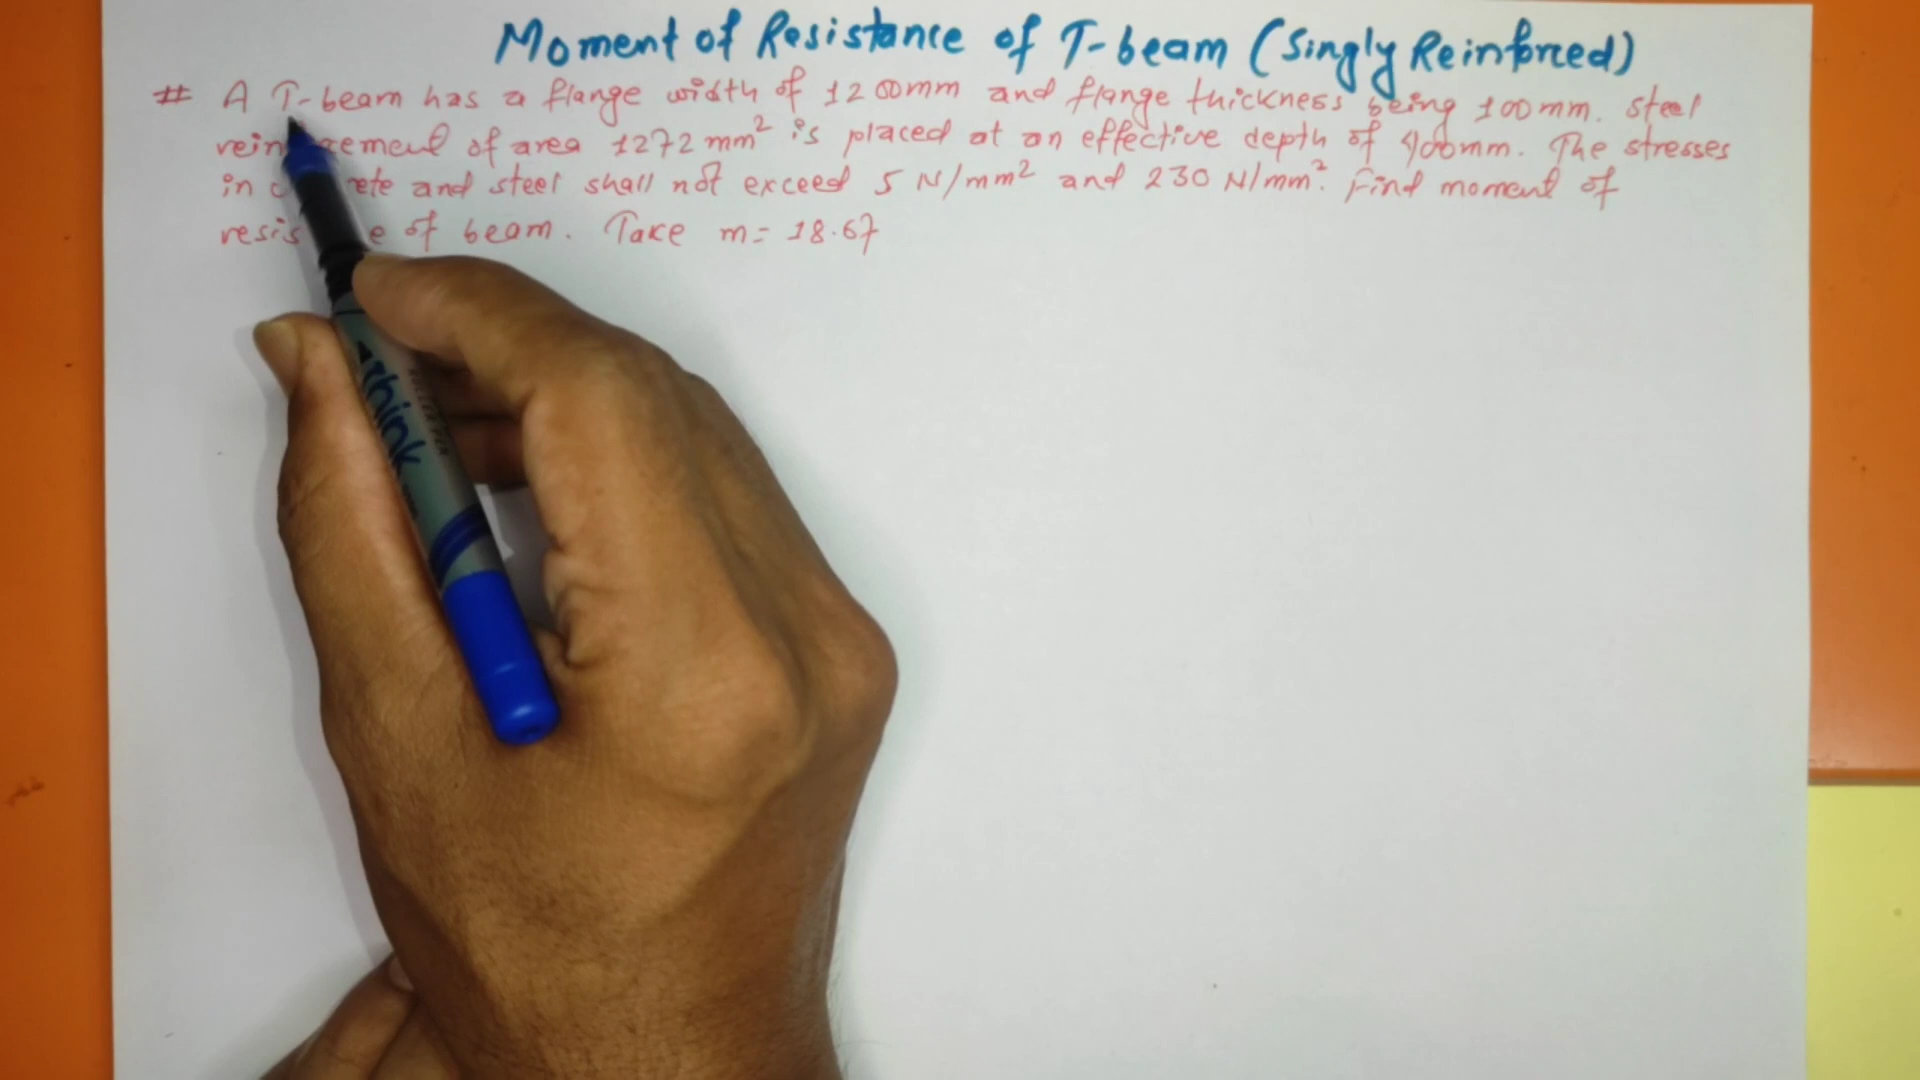 Moment of Resistance of T-beam (Singly Reinforced)
# A T-beam has a flange width of 1200mm and flange thickness being 100mm. Steel
of area 1272 mm² is placed at an effective depth of 400mm. The stresses
in and steel shall not exceed 5 N/mm² and 230 N/mm². Find moment of
of beam. Take m= 18.67
think